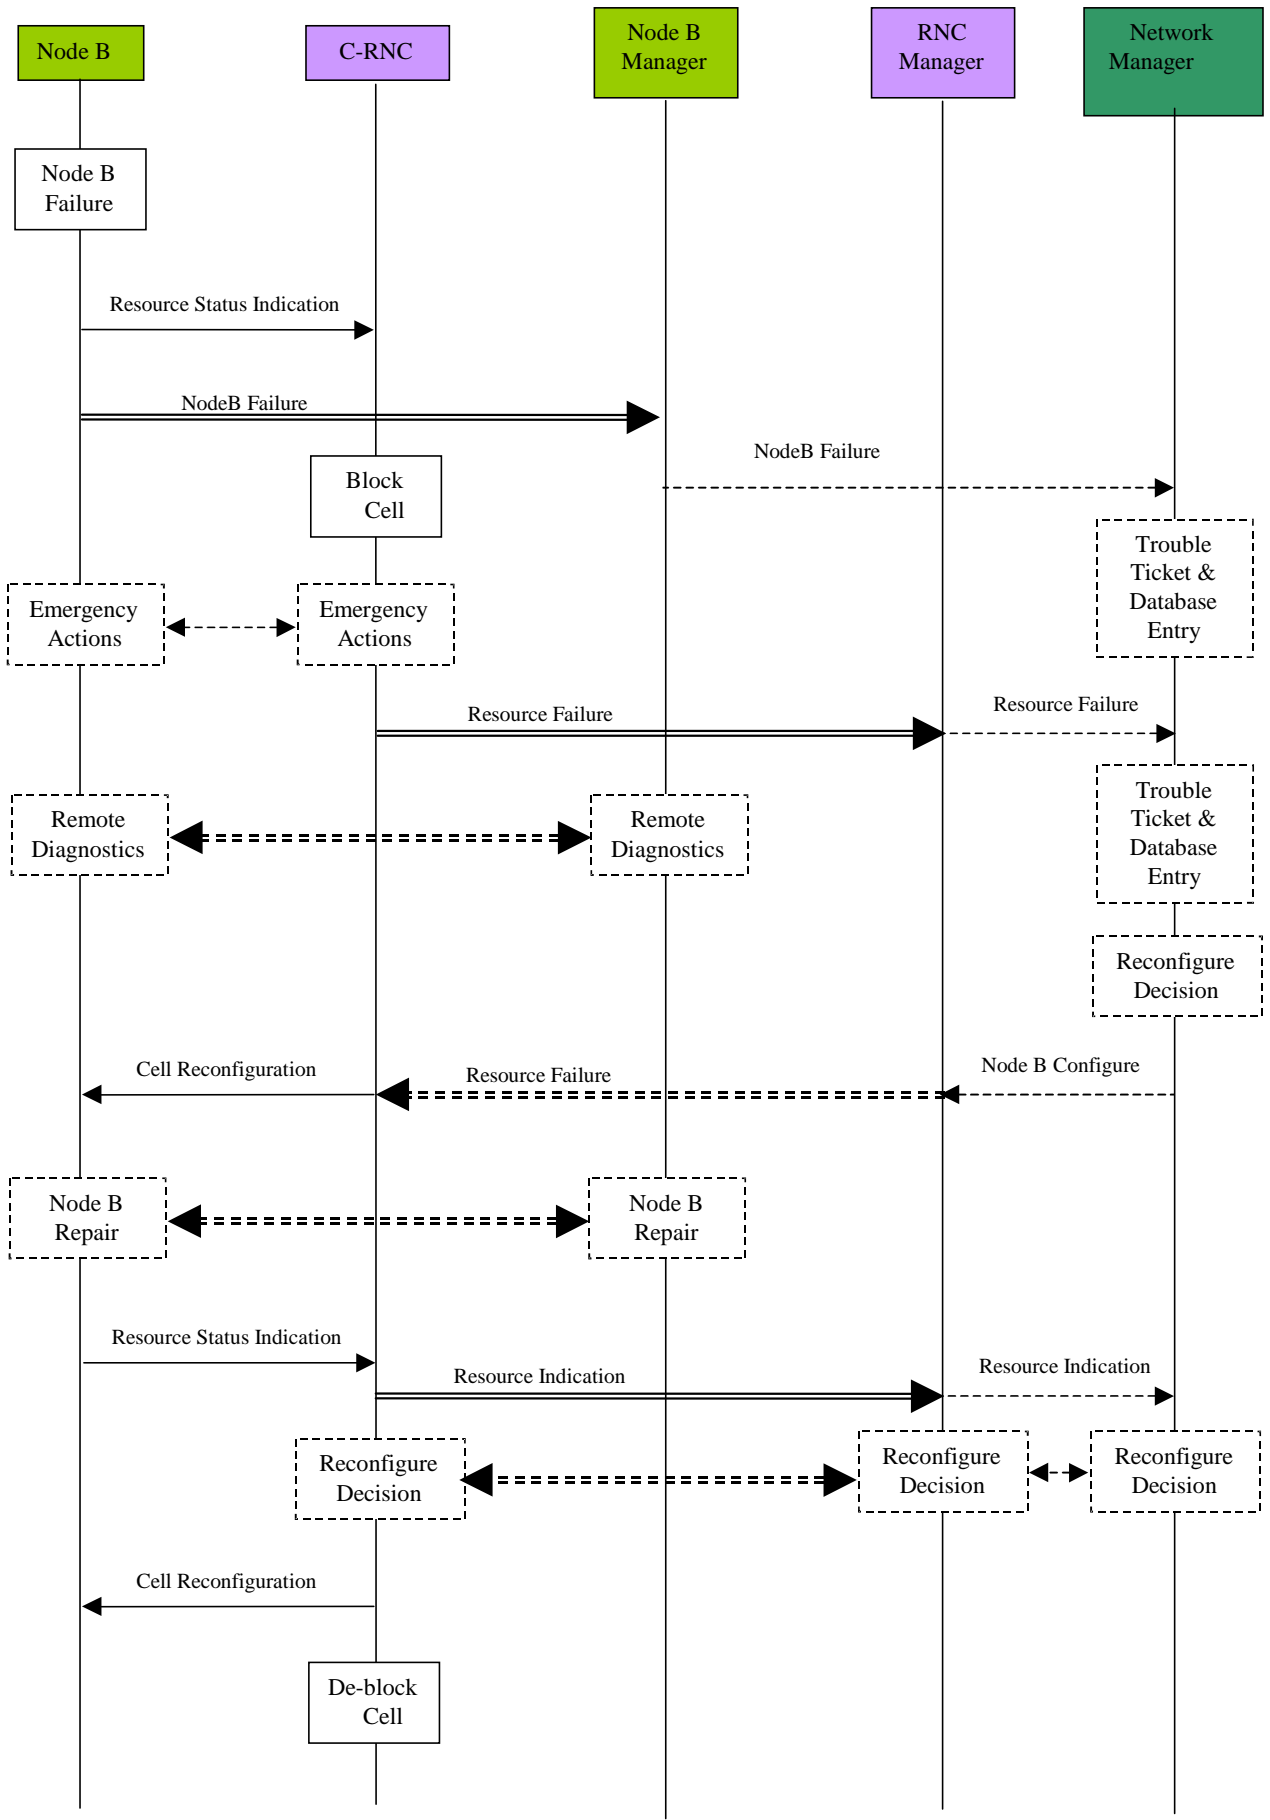 Node B
C-RNC
Node B
Manager
RNC
Manager
Network
Manager
Node B
Failure
Resource Status Indication
NodeB Failure
NodeB Failure
Block
Cell
Trouble
Ticket &
Database
Entry
Emergency
Actions
Emergency
Actions
Resource Failure
Resource Failure
Remote
Diagnostics
Remote
Diagnostics
Trouble
Ticket &
Database
Entry
Reconfigure
Decision
Cell Reconfiguration
Resource Failure
Node B Configure
Node B
Repair
Node B
Repair
Resource Status Indication
Resource Indication
Resource Indication
Reconfigure
Decision
Reconfigure
Decision
Reconfigure
Decision
Cell Reconfiguration
De-block
Cell